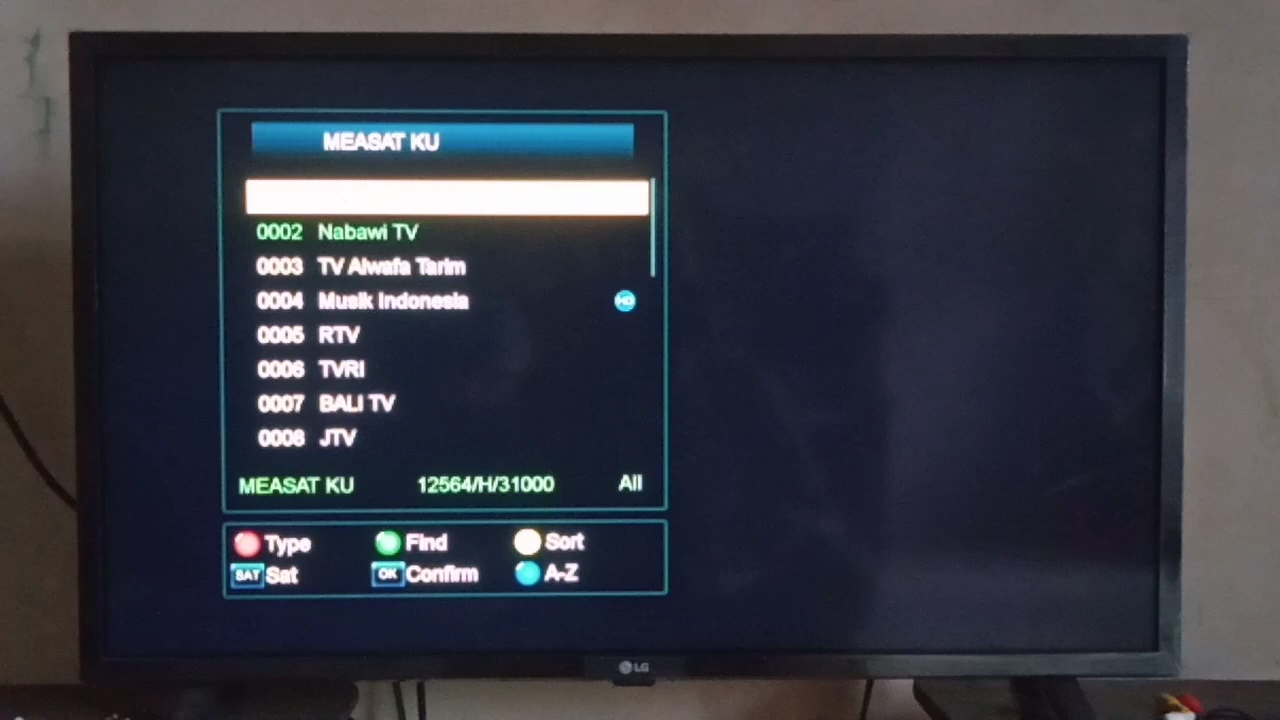 MEASAT KU
0002 Nabawi TV
0003 TV Alwafa Tarim
0004 Musik Indonesia HD
0005 RTV
0006 TVRI
0007 BALI TV
0008 JTV
MEASAT KU 12564/H/31000 All
Type Find Sort
SAT Sat OK Confirm A-Z
LG